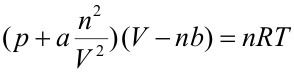 (p + a n²/V²)(V − nb) = nRT